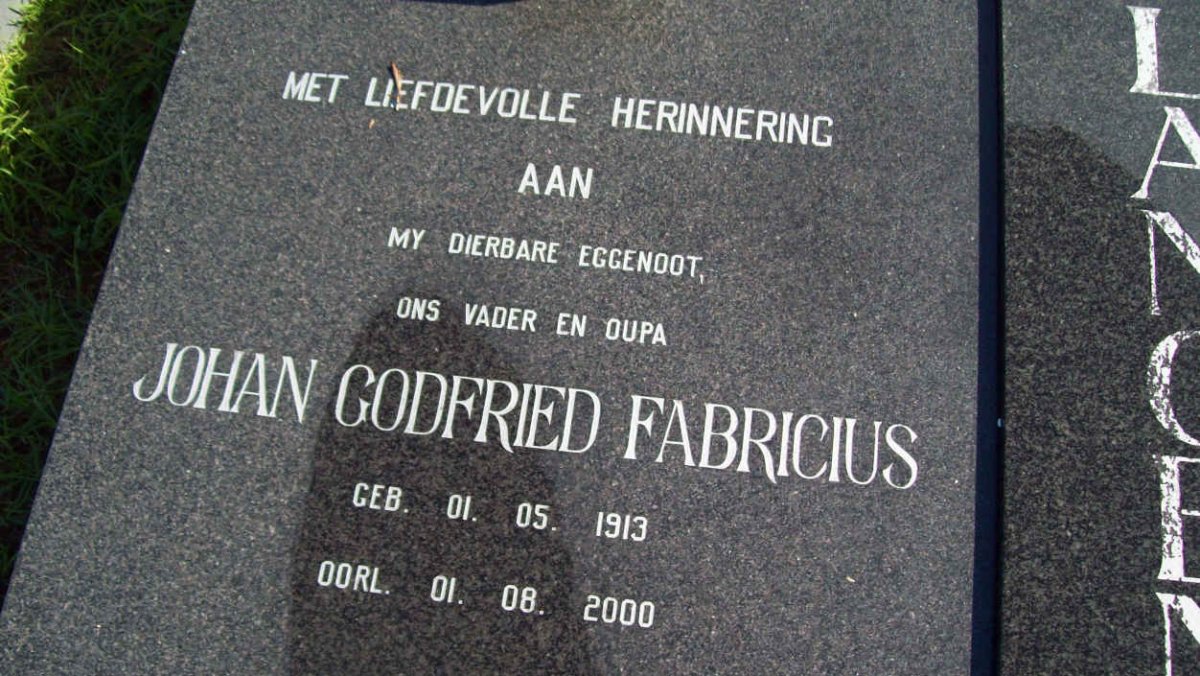 MET LIEFDEVOLLE HERINNERING
AAN
MY DIERBARE EGGENOOT,
ONS VADER EN OUPA
JOHAN GODFRIED FABRICIUS
GEB. 01. 05. 1913
OORL. 01. 08. 2000